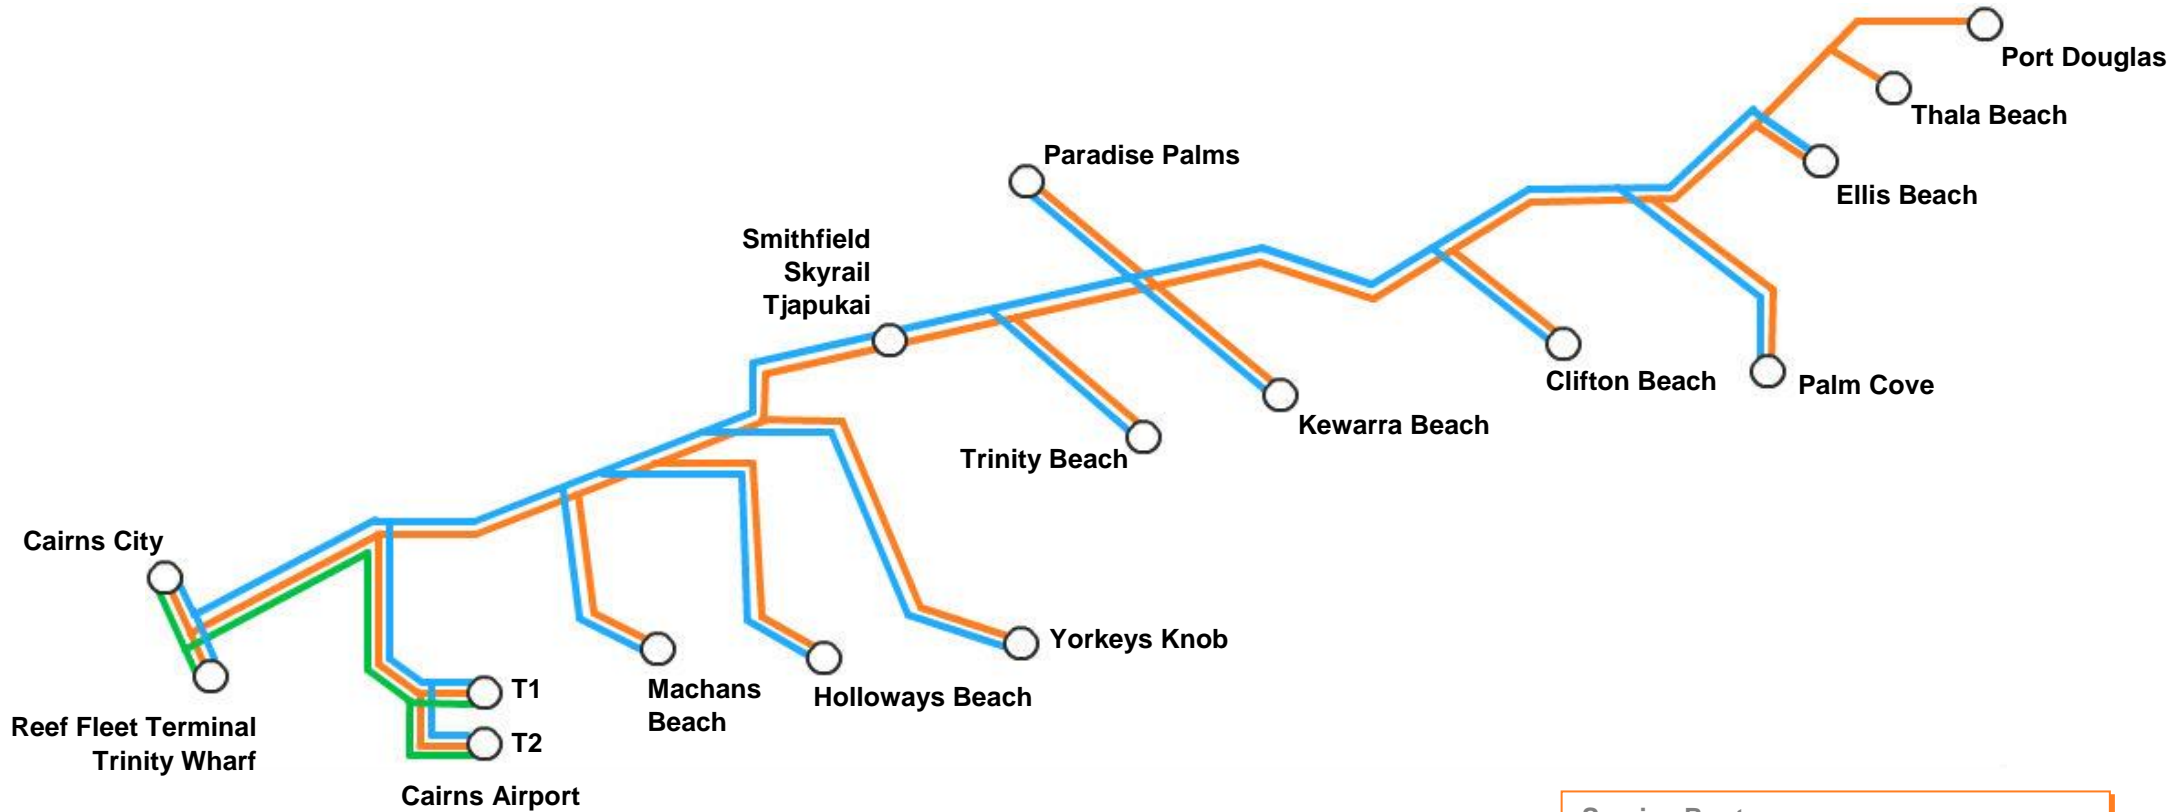 Port Douglas
Thala Beach
Paradise Palms
Ellis Beach
Smithfield
Skyrail
Tjapukai
Clifton Beach
Palm Cove
Kewarra Beach
Trinity Beach
Cairns City
Yorkeys Knob
T1
Machans
Beach
Holloways Beach
Reef Fleet Terminal
Trinity Wharf
T2
Cairns Airport